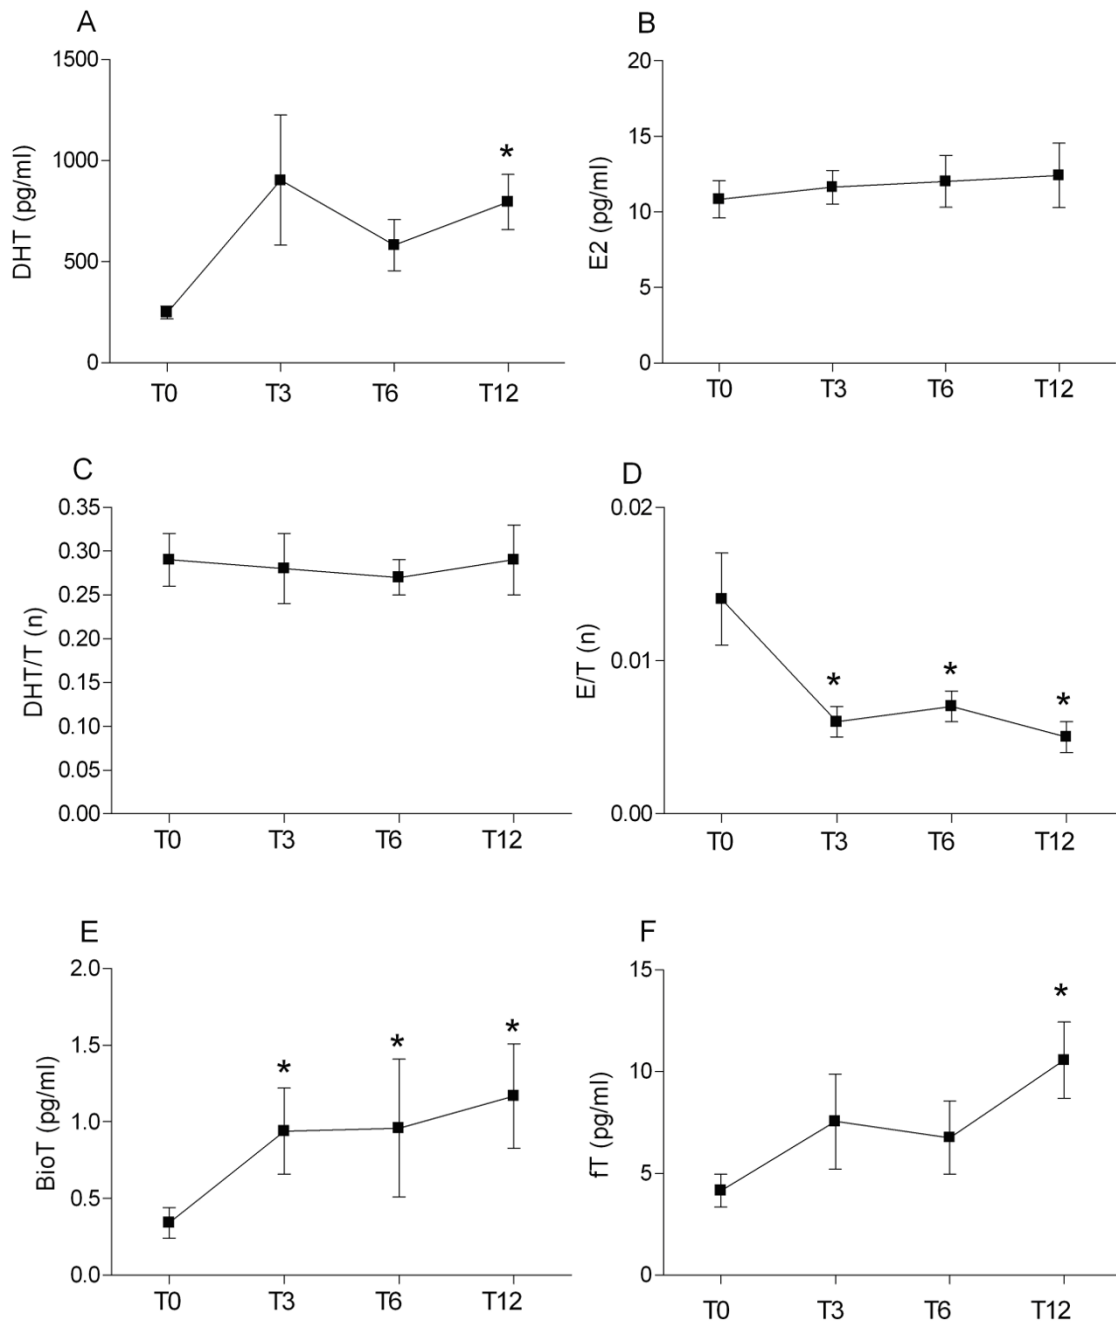 A
DHT (pg/ml)
1500
1000
500
0
*
T0 T3 T6 T12
B
E2 (pg/ml)
20
15
10
5
0
T0 T3 T6 T12
C
DHT/T (n)
0.35
0.30
0.25
0.20
0.15
0.10
0.05
0.00
T0 T3 T6 T12
D
E/T (n)
0.02
0.01
0.00
* * *
T0 T3 T6 T12
E
BioT (pg/ml)
2.0
1.5
1.0
0.5
0.0
* * *
T0 T3 T6 T12
F
fT (pg/ml)
15
10
5
0
*
T0 T3 T6 T12